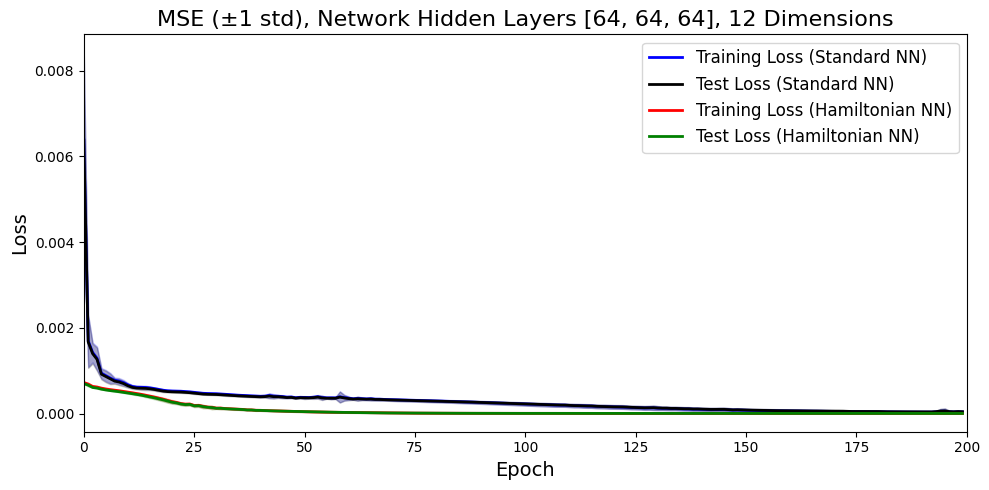 MSE (±1 std), Network Hidden Layers [64, 64, 64], 12 Dimensions
Training Loss (Standard NN)
Test Loss (Standard NN)
Training Loss (Hamiltonian NN)
Test Loss (Hamiltonian NN)
Loss
0.008
0.006
0.004
0.002
0.000
0 25 50 75 100 125 150 175 200
Epoch